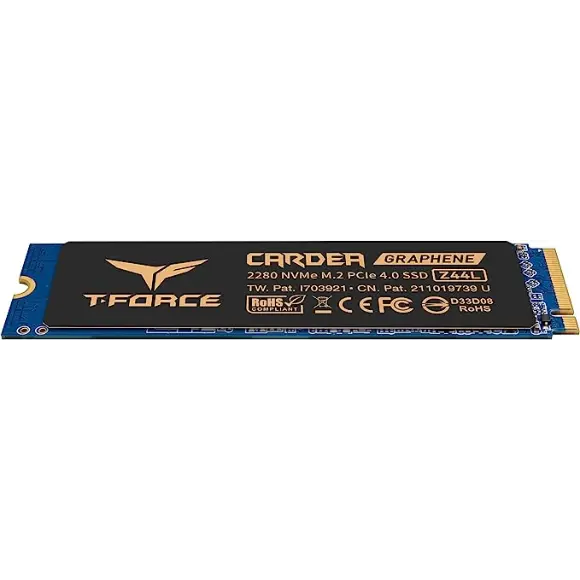 T-FORCE
CARDEA GRAPHENE
2280 NVMe M.2 PCIe 4.0 SSD Z44L
TW. Pat. I703921 • CN. Pat. 211019739 U
RoHS
COMPLIANT
FC CE
D33D08
RoHS